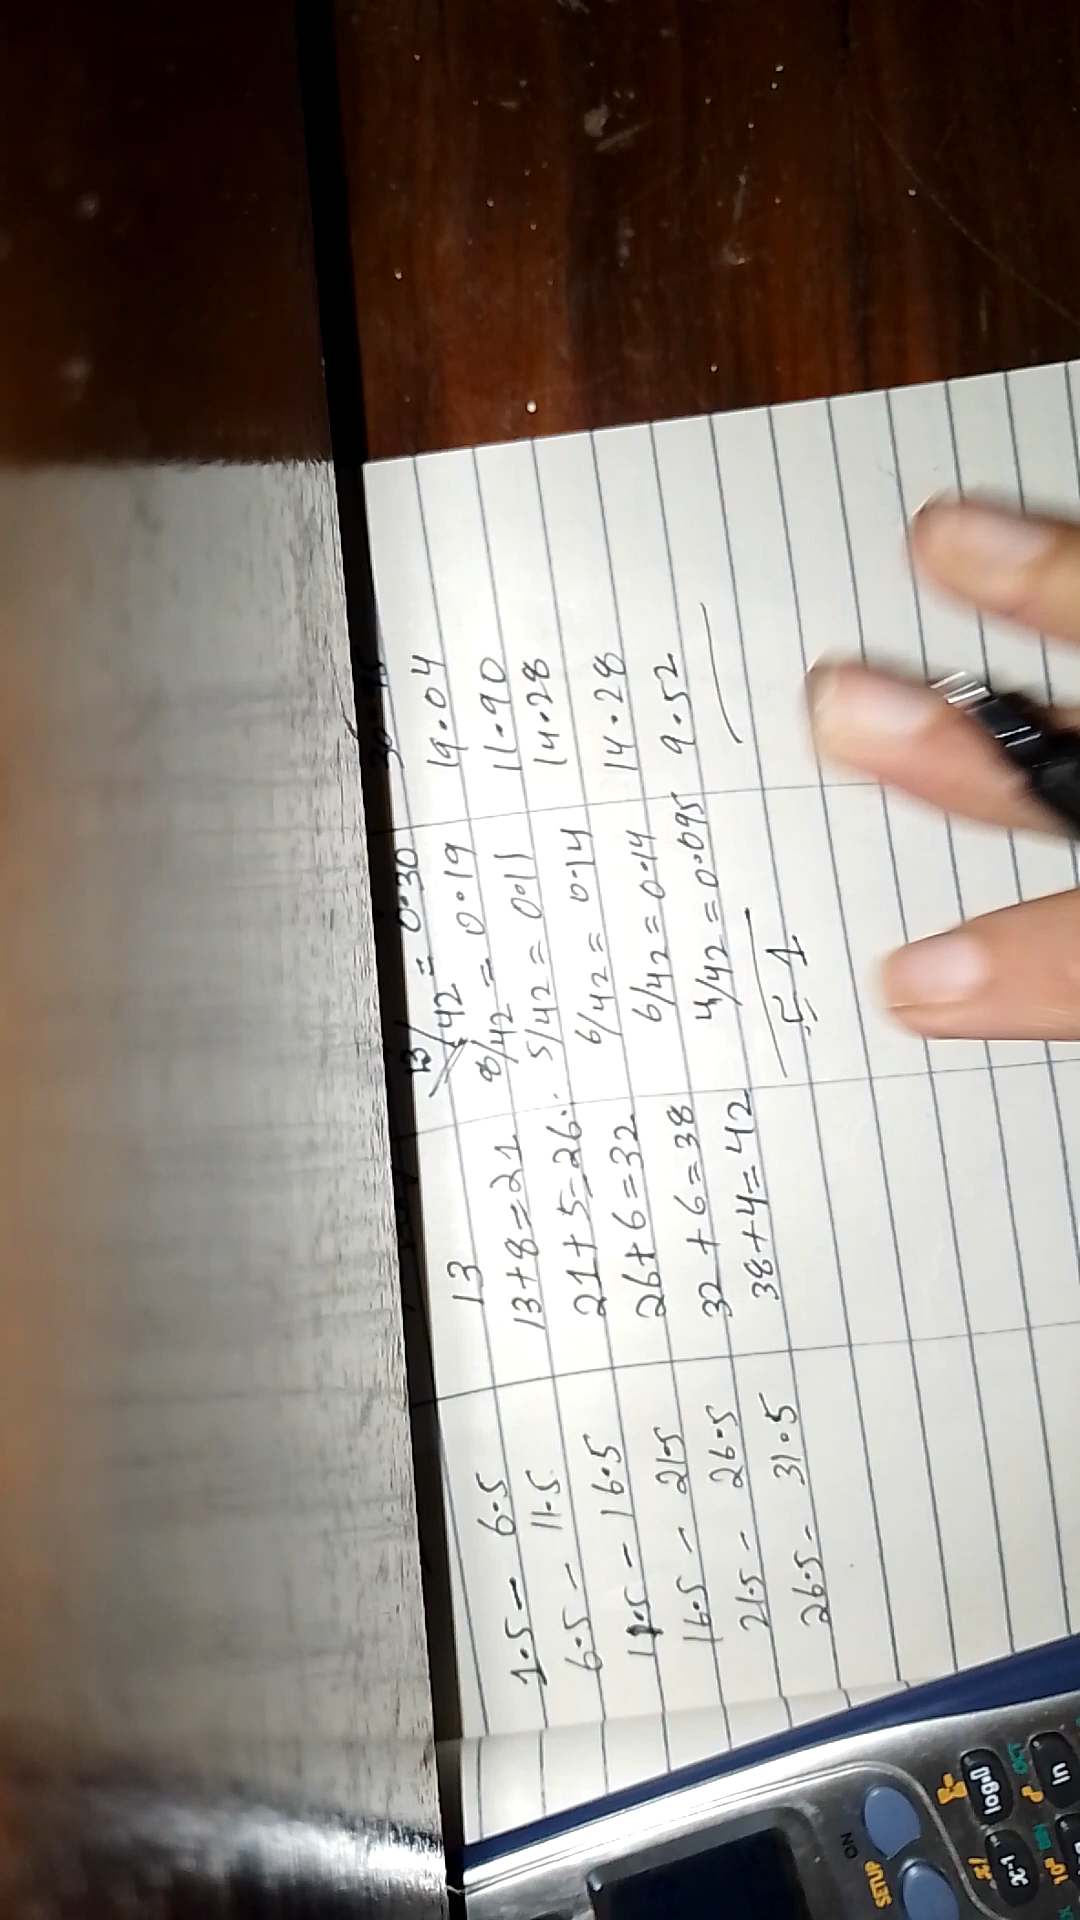 1.5 - 6.5 13 13/42 = 0.30
6.5 - 11.5 13+8=21 8/42 = 0.19 19.04
11.5 - 16.5 21+5=26 5/42 = 0.11 11.90
16.5 - 21.5 26+6=32 6/42 = 0.14 14.28
21.5 - 26.5 32+6=38 6/42 = 0.14 14.28
26.5 - 31.5 38+4=42 4/42 = 0.095 9.52
1
ON
SETUP